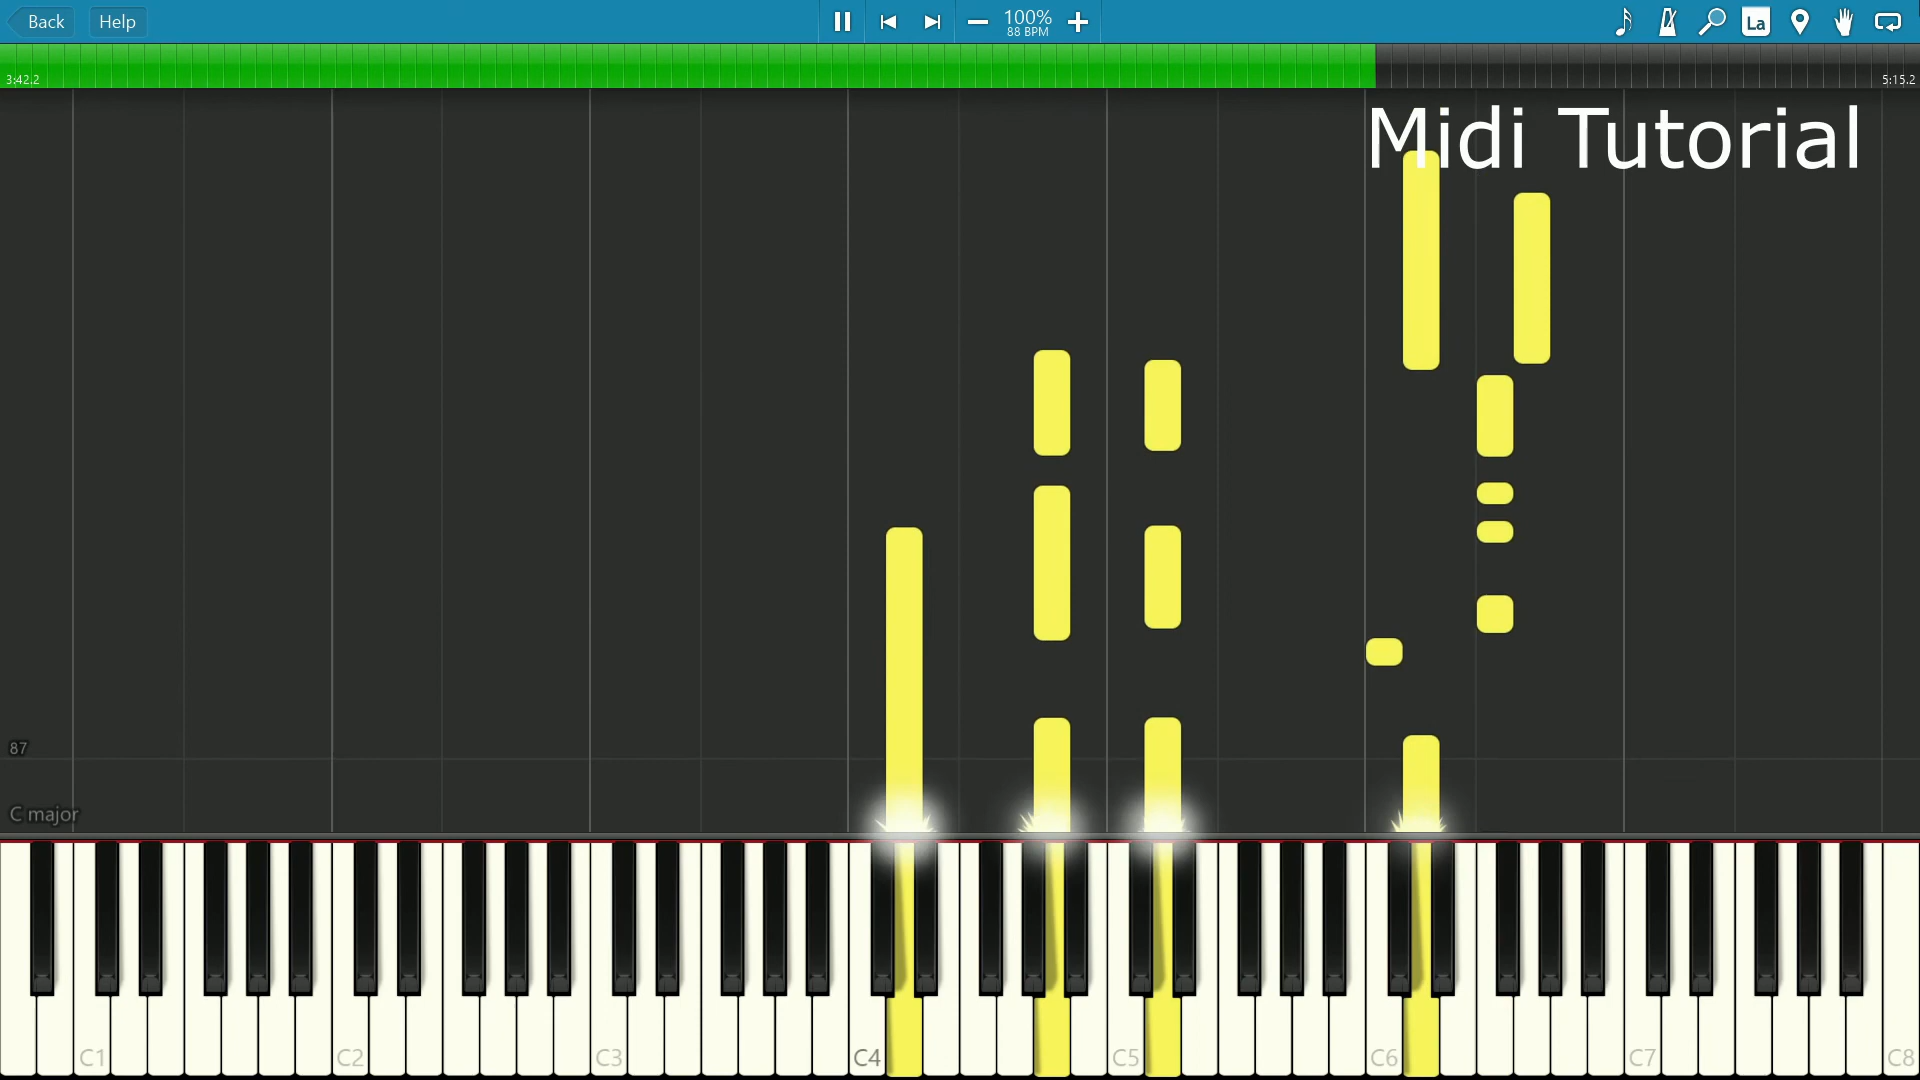 Back
Help
100%
88 BPM
La
3:42.2
5:15.2
Midi Tutorial
87
C major
C1
C2
C3
C4
C5
C6
C7
C8